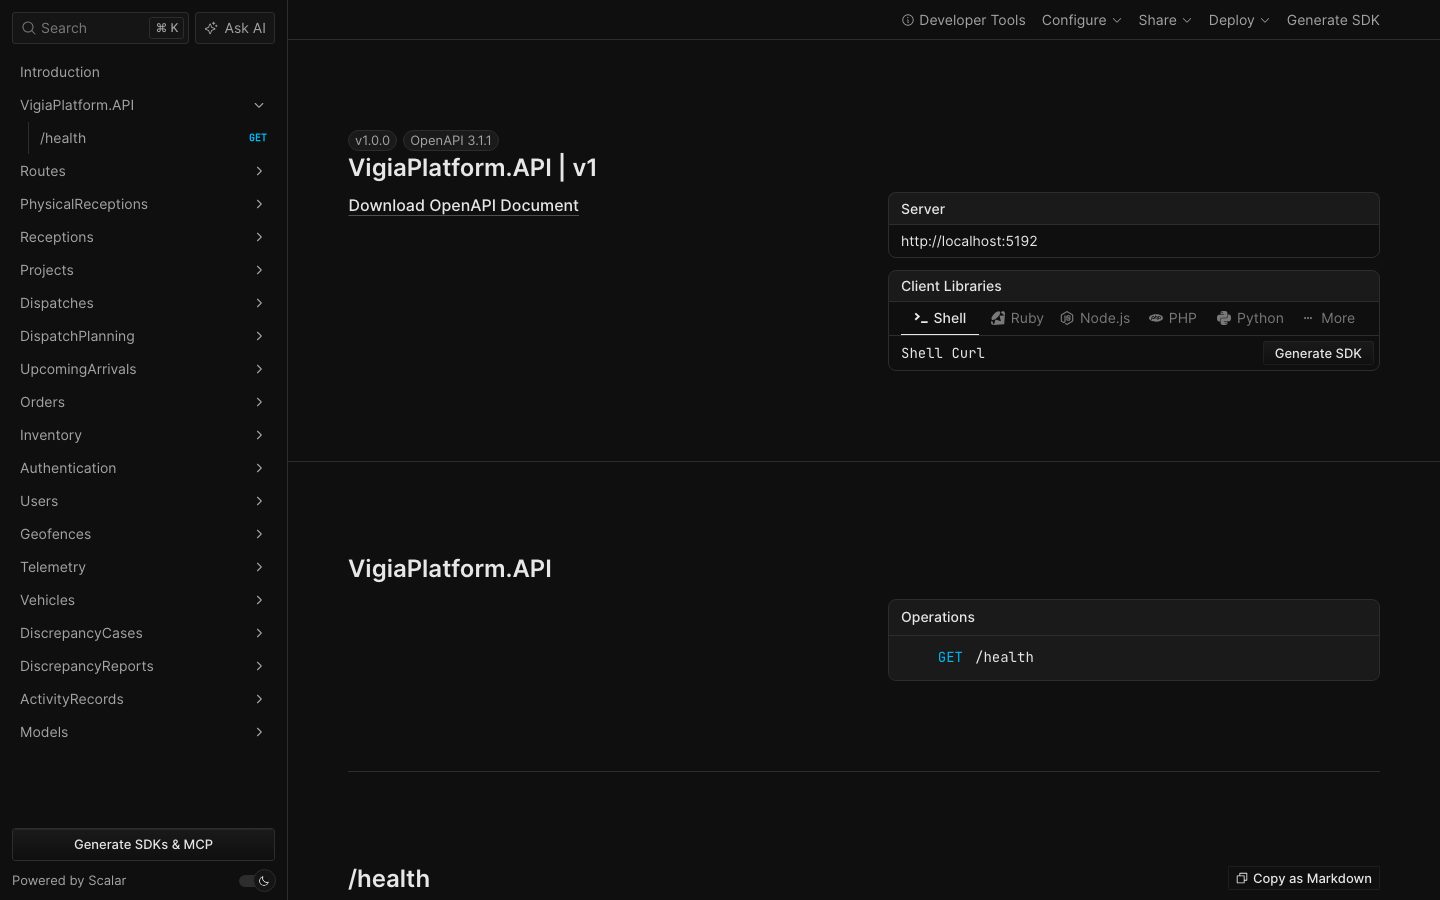 Search ⌘ K Ask AI
Introduction
VigiaPlatform.API
/health GET
Routes
PhysicalReceptions
Receptions
Projects
Dispatches
DispatchPlanning
UpcomingArrivals
Orders
Inventory
Authentication
Users
Geofences
Telemetry
Vehicles
DiscrepancyCases
DiscrepancyReports
ActivityRecords
Models
Generate SDKs & MCP
Powered by Scalar
Developer Tools Configure Share Deploy Generate SDK
v1.0.0 OpenAPI 3.1.1
VigiaPlatform.API | v1
Download OpenAPI Document
Server
http://localhost:5192
Client Libraries
Shell Ruby Node.js PHP Python More
Shell Curl Generate SDK
VigiaPlatform.API
Operations
GET /health
/health
Copy as Markdown